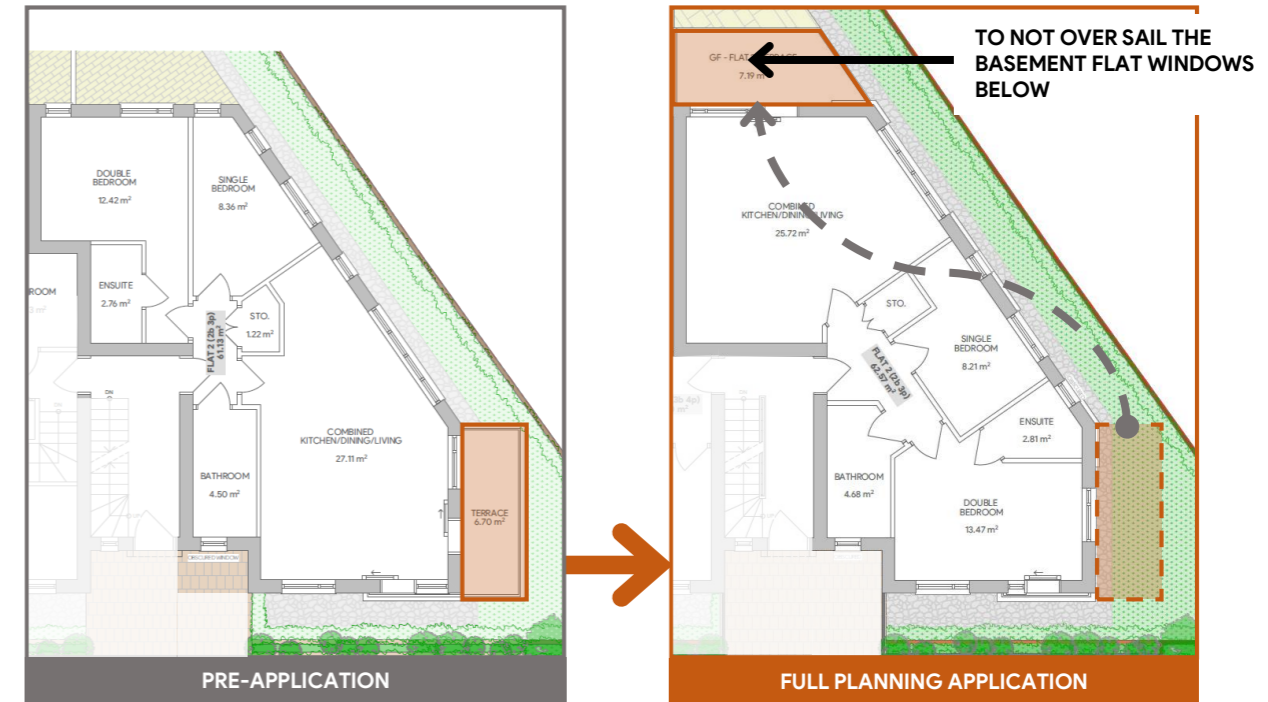 TO NOT OVER SAIL THE
BASEMENT FLAT WINDOWS
BELOW
DOUBLE
BEDROOM
12.42 m²
SINGLE
BEDROOM
8.36 m²
ENSUITE
2.76 m²
STO.
1.22 m²
FLAT 2 (2b 3p)
61.13 m²
ROOM
DN
COMBINED
KITCHEN/DINING/LIVING
27.11 m²
BATHROOM
4.50 m²
TERRACE
6.70 m²
OBSCURED WINDOW
PRE-APPLICATION
GF - FLAT
7.19 m²
COMBINED
KITCHEN/DINING/LIVING
25.72 m²
STO.
SINGLE
BEDROOM
8.21 m²
FLAT 2 (2b 3p)
62.57 m²
ENSUITE
2.81 m²
DN
BATHROOM
4.68 m²
DOUBLE
BEDROOM
13.47 m²
FULL PLANNING APPLICATION